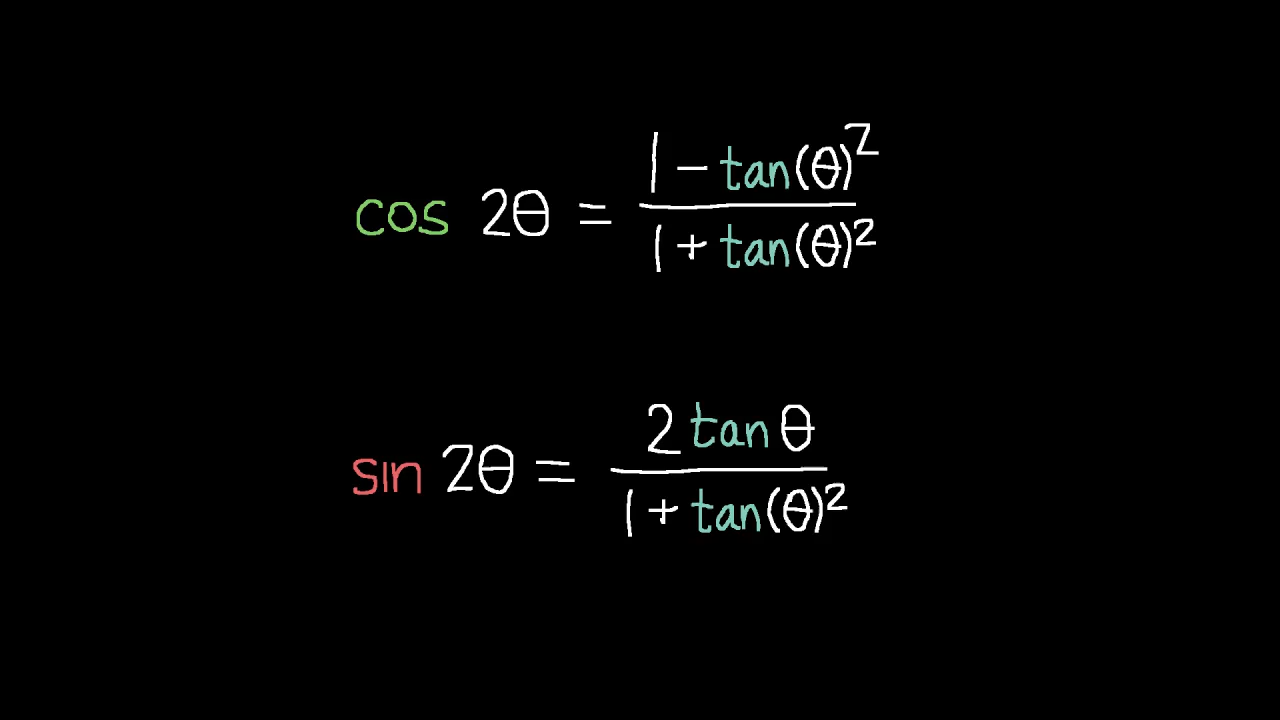 cos 2θ = (1 - tan(θ)²)/(1 + tan(θ)²)
sin 2θ = (2 tan θ)/(1 + tan(θ)²)